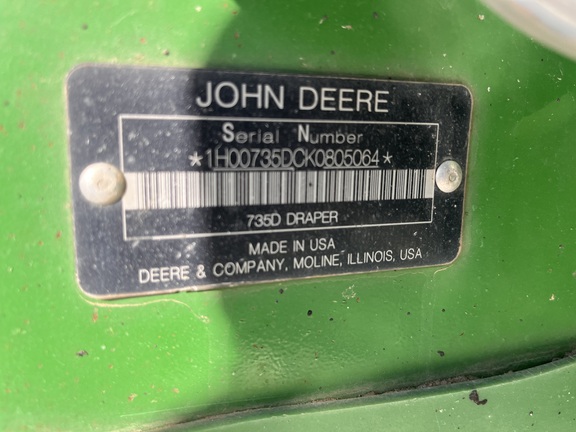 JOHN DEERE
Serial Number
*1H00735DCK0805064*
735D DRAPER
MADE IN USA
DEERE & COMPANY, MOLINE, ILLINOIS, USA